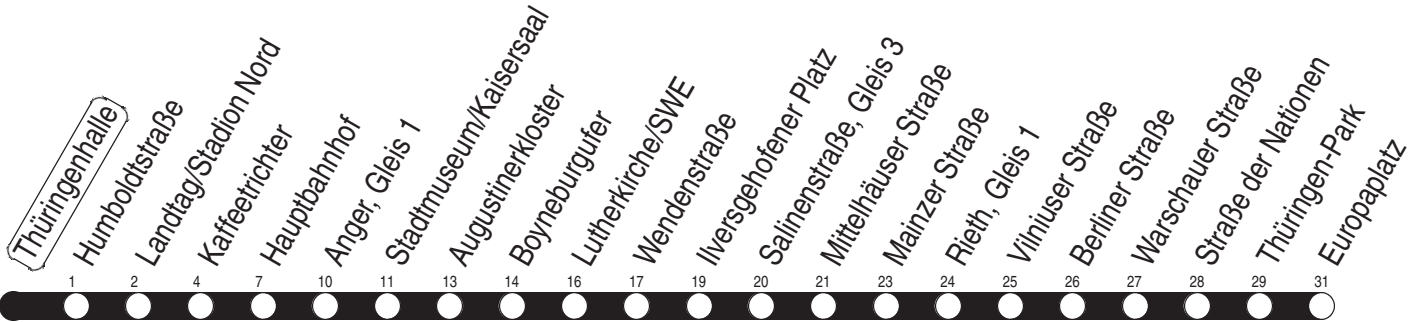 Thüringenhalle
Humboldtstraße
Landtag/Stadion Nord
Kaffeetrichter
Hauptbahnhof
Anger, Gleis 1
Stadtmuseum/Kaisersaal
Augustinerkloster
Boyneburgufer
Lutherkirche/SWE
Wendenstraße
Ilversgehofener Platz
Salinenstraße, Gleis 3
Mittelhäuser Straße
Mainzer Straße
Rieth, Gleis 1
Vilniuser Straße
Berliner Straße
Warschauer Straße
Straße der Nationen
Thüringen-Park
Europaplatz
1 2 4 7 10 11 13 14 16 17 19 20 21 23 24 25 26 27 28 29 31